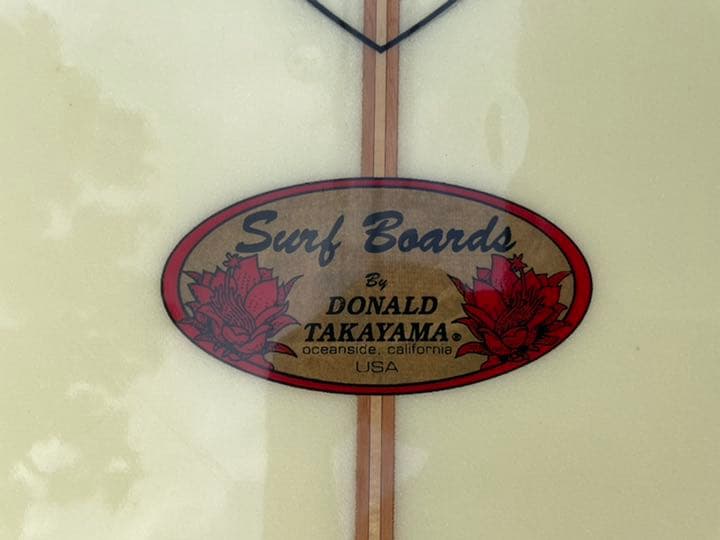 Surf Boards
By
DONALD
TAKAYAMA®
oceanside, california
USA